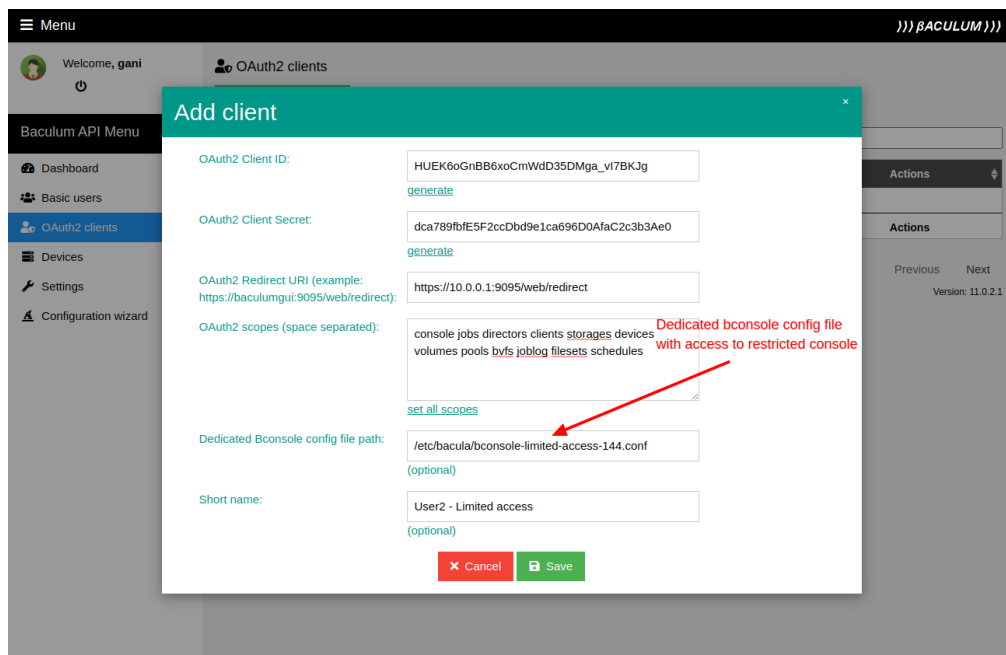 Menu
))) βACULUM )))
Welcome, gani
OAuth2 clients
Add client
×
Baculum API Menu
Dashboard
Basic users
OAuth2 clients
Devices
Settings
Configuration wizard
OAuth2 Client ID:
HUEK6oGnBB6xoCmWdD35DMga_vI7BKJg
generate
OAuth2 Client Secret:
dca789fbfE5F2ccDbd9e1ca696D0AfaC2c3b3Ae0
generate
OAuth2 Redirect URI (example:
https://baculumgui:9095/web/redirect):
https://10.0.0.1:9095/web/redirect
OAuth2 scopes (space separated):
console jobs directors clients storages devices
volumes pools bvfs joblog filesets schedules
set all scopes
Dedicated bconsole config file
with access to restricted console
Dedicated Bconsole config file path:
/etc/bacula/bconsole-limited-access-144.conf
(optional)
Short name:
User2 - Limited access
(optional)
Cancel
Save
Actions
Actions
Previous Next
Version: 11.0.2.1